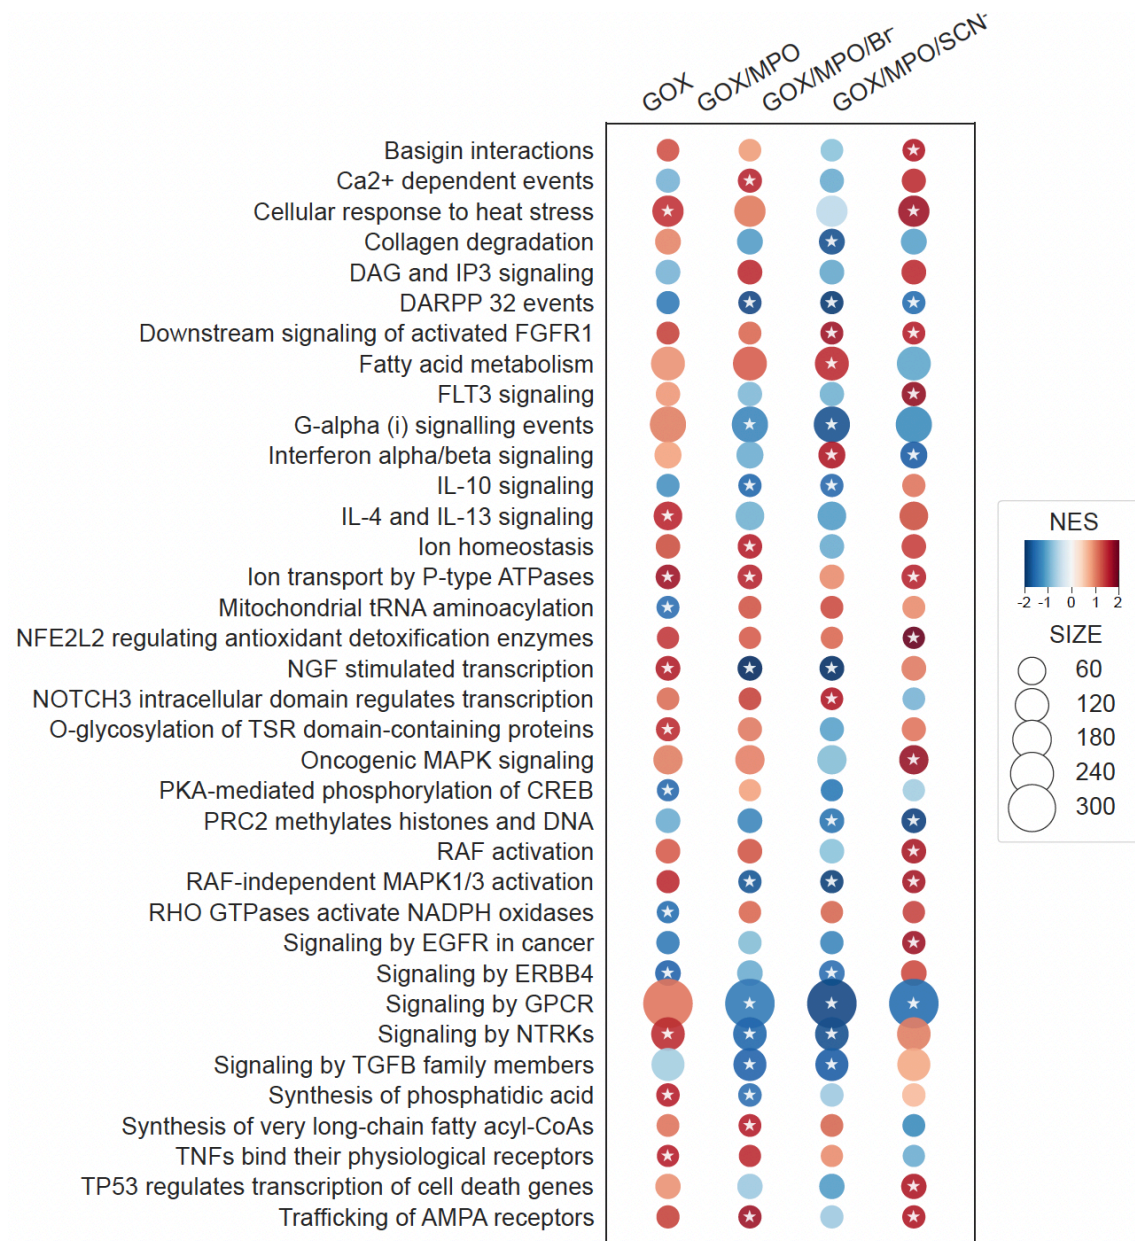 GOX
GOX/MPO
GOX/MPO/Br-
GOX/MPO/SCN-
Basigin interactions
Ca2+ dependent events
Cellular response to heat stress
Collagen degradation
DAG and IP3 signaling
DARPP 32 events
Downstream signaling of activated FGFR1
Fatty acid metabolism
FLT3 signaling
G-alpha (i) signalling events
Interferon alpha/beta signaling
IL-10 signaling
IL-4 and IL-13 signaling
Ion homeostasis
Ion transport by P-type ATPases
Mitochondrial tRNA aminoacylation
NFE2L2 regulating antioxidant detoxification enzymes
NGF stimulated transcription
NOTCH3 intracellular domain regulates transcription
O-glycosylation of TSR domain-containing proteins
Oncogenic MAPK signaling
PKA-mediated phosphorylation of CREB
PRC2 methylates histones and DNA
RAF activation
RAF-independent MAPK1/3 activation
RHO GTPases activate NADPH oxidases
Signaling by EGFR in cancer
Signaling by ERBB4
Signaling by GPCR
Signaling by NTRKs
Signaling by TGFB family members
Synthesis of phosphatidic acid
Synthesis of very long-chain fatty acyl-CoAs
TNFs bind their physiological receptors
TP53 regulates transcription of cell death genes
Trafficking of AMPA receptors
NES
-2 -1 0 1 2
SIZE
60
120
180
240
300